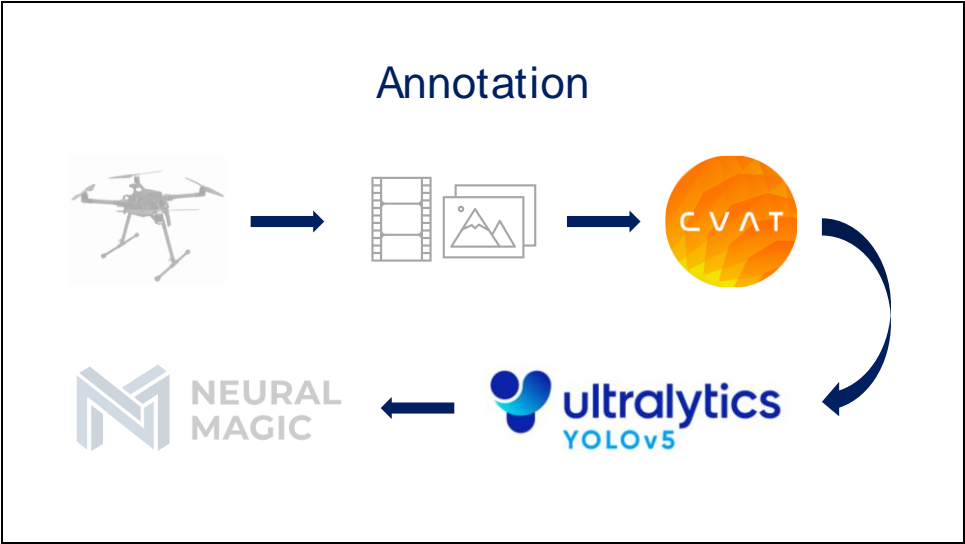 Annotation
CVAT
ultralytics
YOLOv5
NEURAL
MAGIC